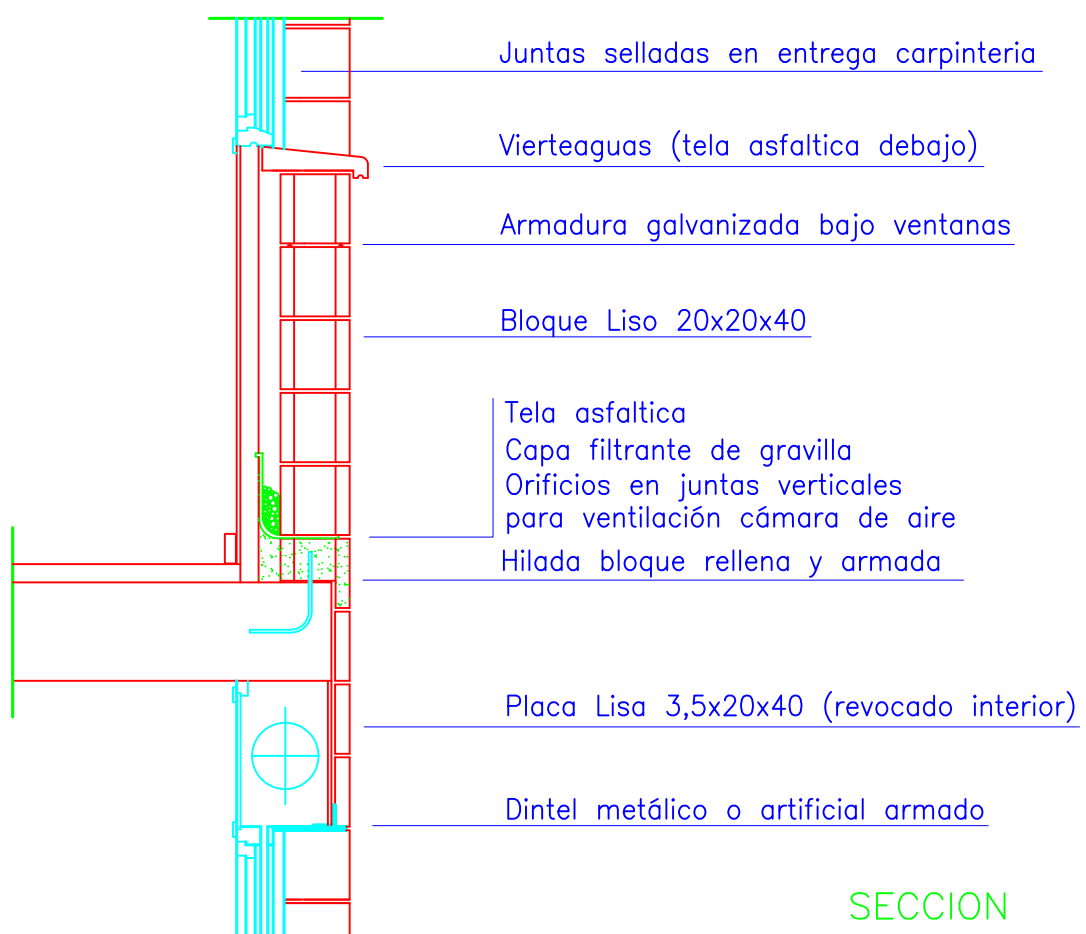 Juntas selladas en entrega carpinteria
Vierteaguas (tela asfaltica debajo)
Armadura galvanizada bajo ventanas
Bloque Liso 20x20x40
Tela asfaltica
Capa filtrante de gravilla
Orificios en juntas verticales
para ventilación cámara de aire
Hilada bloque rellena y armada
Placa Lisa 3,5x20x40 (revocado interior)
Dintel metálico o artificial armado
SECCION